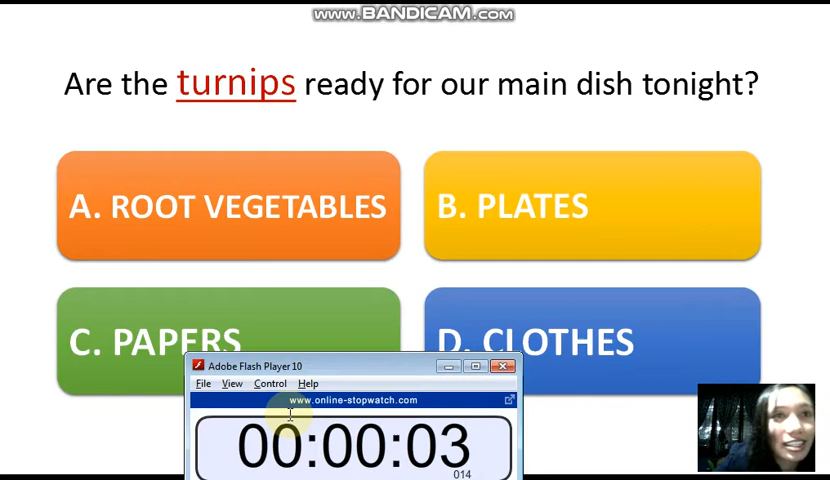 www.BANDICAM.com
Are the turnips ready for our main dish tonight?
A. ROOT VEGETABLES
B. PLATES
C. PAPERS
D. CLOTHES
Adobe Flash Player 10
File View Control Help
www.online-stopwatch.com
00:00:03
014